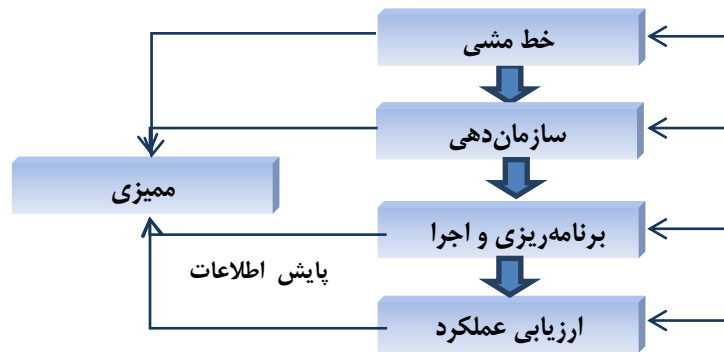 خط مشی
سازمان‌دهی
ممیزی
برنامه‌ریزی و اجرا
پایش اطلاعات
ارزیابی عملکرد